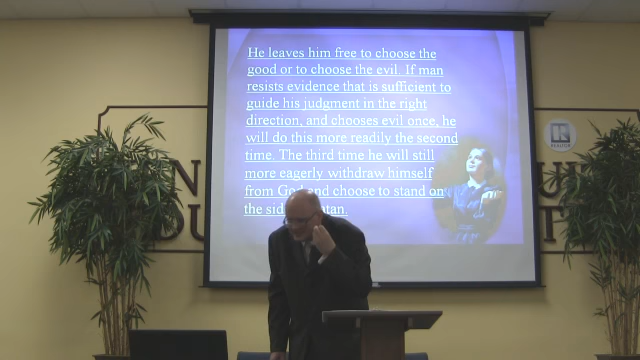 He leaves him free to choose the
good or to choose the evil. If man
resists evidence that is sufficient to
guide his judgment in the right
direction, and chooses evil once, he
will do this more readily the second
time. The third time he will still
more eagerly withdraw himself
from God and choose to stand on
the side Satan.
REALTOR